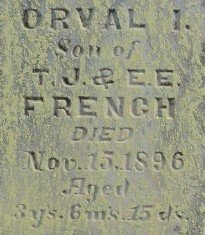 ORVAL I.
Son of
T. J. & E. E.
FRENCH
DIED
Nov. 15. 1896
Aged
3 ys. 6 ms. 15 ds.